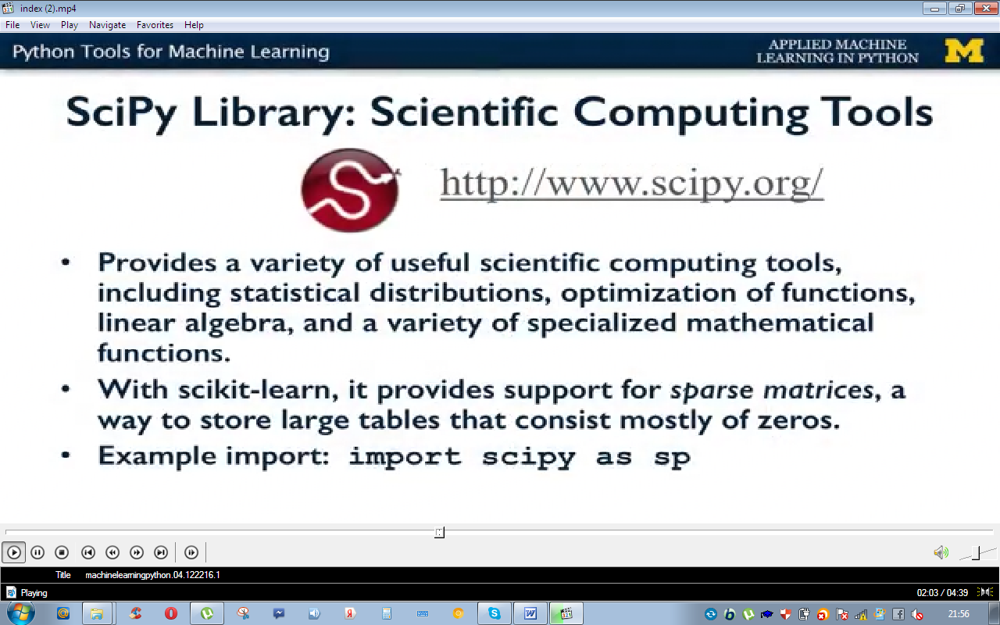 index (2).mp4
File View Play Navigate Favorites Help
Python Tools for Machine Learning
APPLIED MACHINE
LEARNING IN PYTHON
M
SciPy Library: Scientific Computing Tools
http://www.scipy.org/
• Provides a variety of useful scientific computing tools,
including statistical distributions, optimization of functions,
linear algebra, and a variety of specialized mathematical
functions.
• With scikit-learn, it provides support for sparse matrices, a
way to store large tables that consist mostly of zeros.
• Example import: import scipy as sp
Title machinelearningpython.04.122216.1
Playing
02:03 / 04:39
21:56